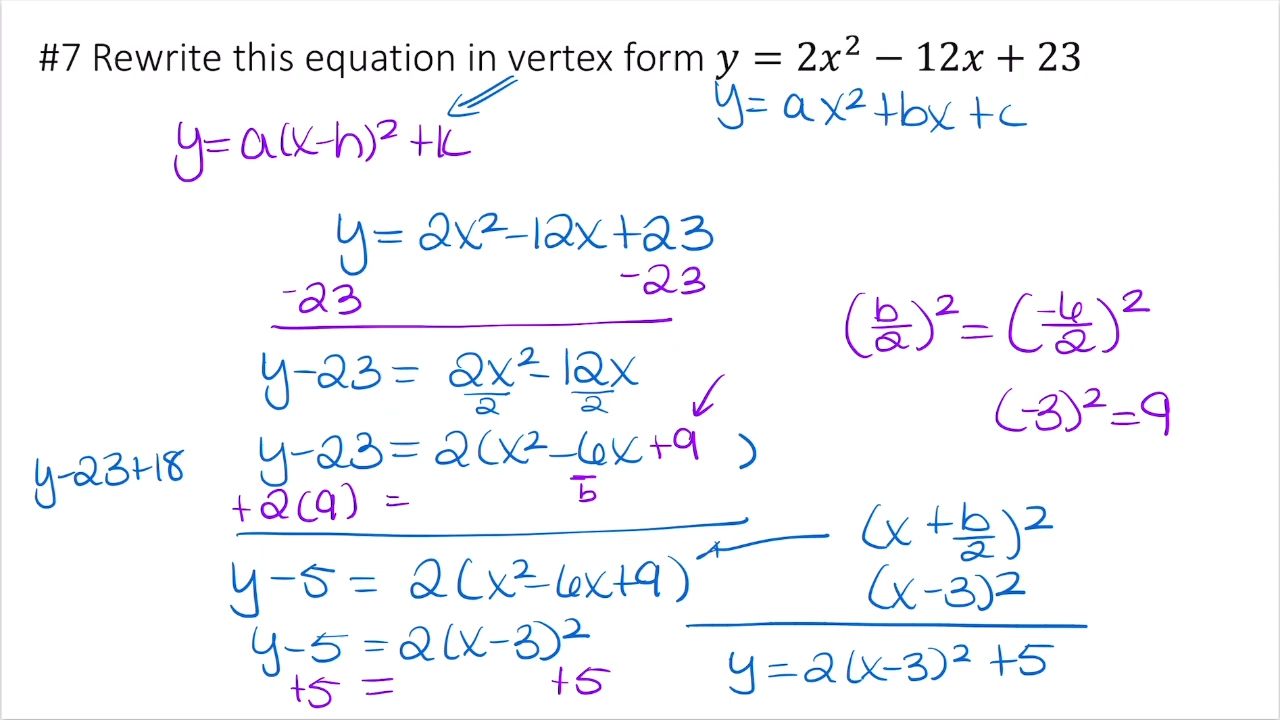 #7 Rewrite this equation in vertex form y = 2x² − 12x + 23
y = ax² + bx + c
y = a(x-h)² + k
y = 2x² - 12x + 23
-23 -23
y - 23 = 2x²/2 - 12x/2
y - 23 = 2(x² - 6x + 9 )
b
y-23+18
+2(9) =
y - 5 = 2(x² - 6x + 9)
y - 5 = 2(x-3)²
+5 = +5
(b/2)² = (-6/2)²
(-3)² = 9
(x + b/2)²
(x-3)²
y = 2(x-3)² + 5